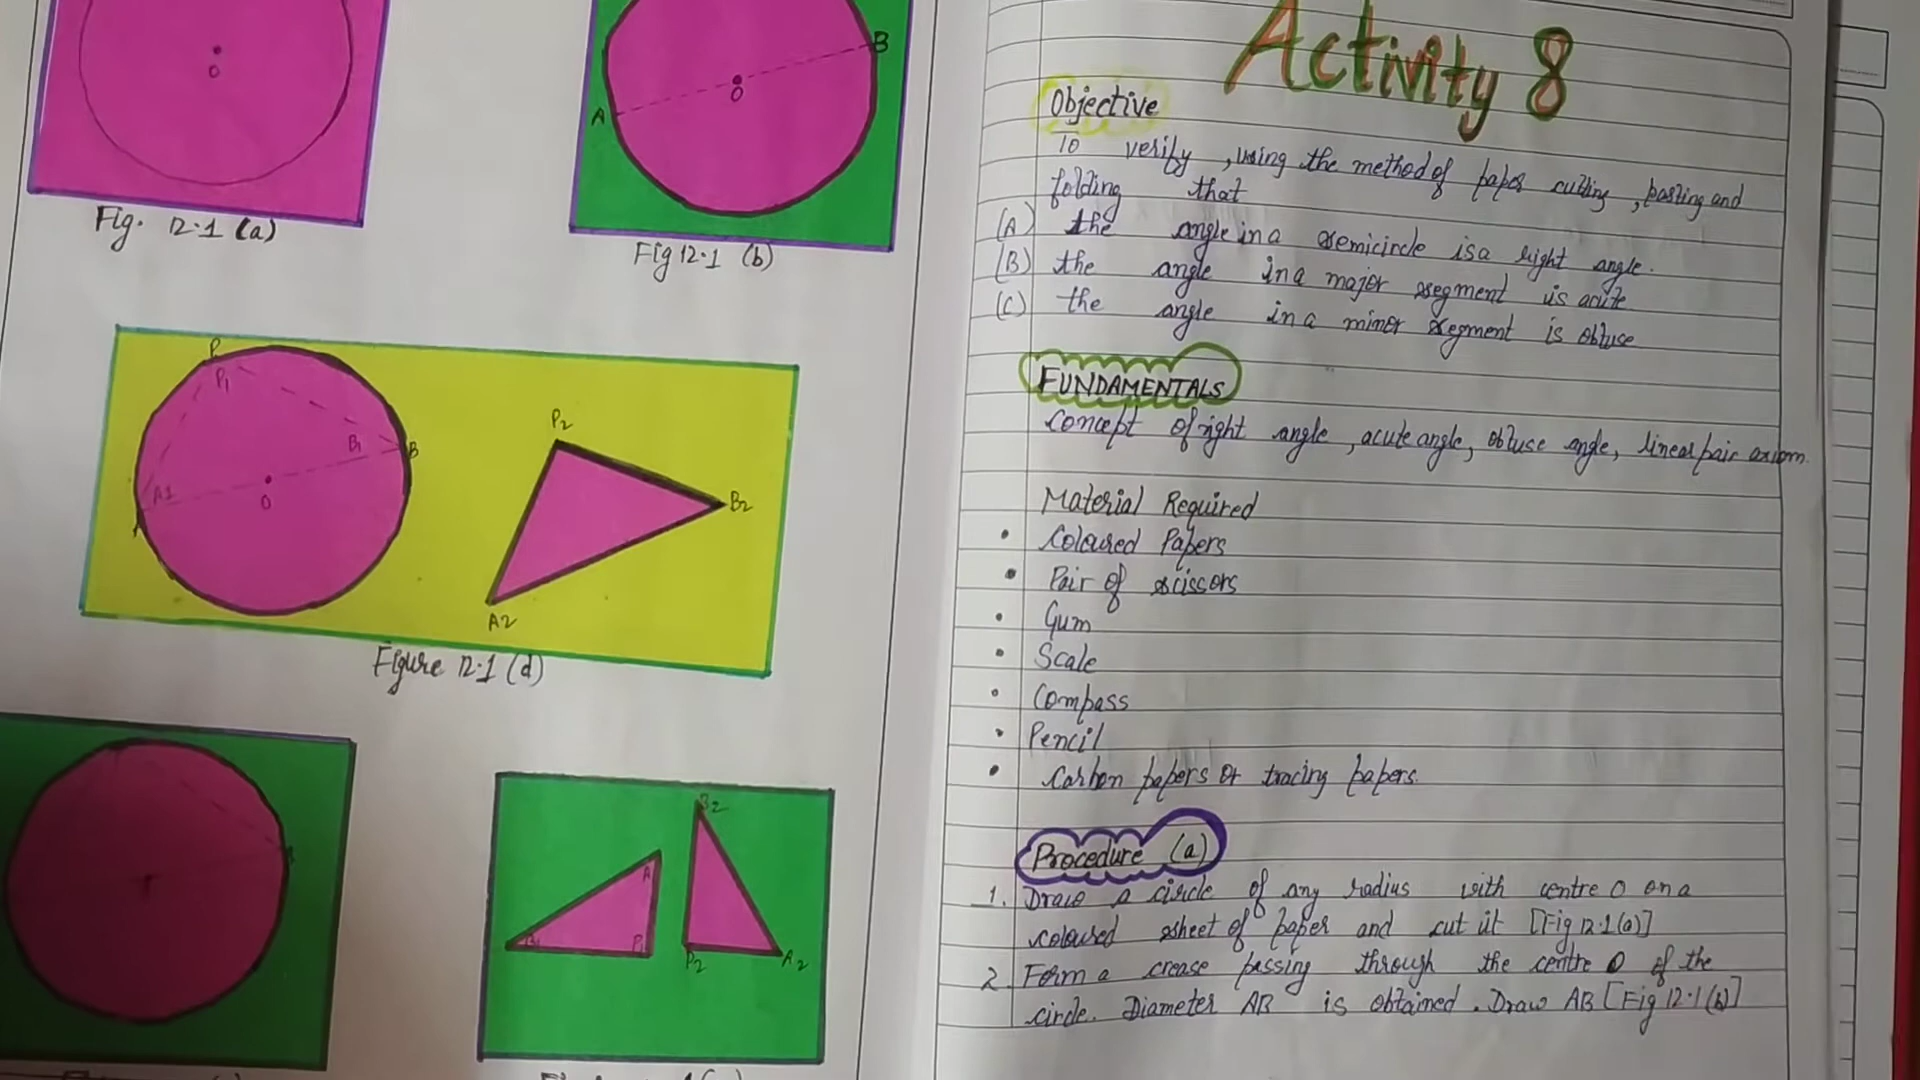 O
Fig. 12.1 (a)
A
B
O
Fig 12.1 (b)
P
P1
B1
B
A1
A
O
P2
B2
A2
Figure 12.1 (d)
B2
A
P1
P2
A2
Activity 8
Objective
To verify, using the method of paper cutting, pasting and
folding that
(A) the angle in a semicircle is a right angle.
(B) the angle in a major segment is acute
(C) the angle in a minor segment is obtuse
FUNDAMENTALS
Concept of right angle, acute angle, obtuse angle, linear pair axiom.
Material Required
• Coloured Papers
• Pair of scissors
• Gum
• Scale
• Compass
• Pencil
• Carbon papers or tracing papers.
Procedure (a)
1. Draw a circle of any radius with centre O on a
coloured sheet of paper and cut it [Fig 12.1(a)]
2. Form a crease passing through the centre O of the
circle. Diameter AB is obtained. Draw AB [Fig 12.1(b)]